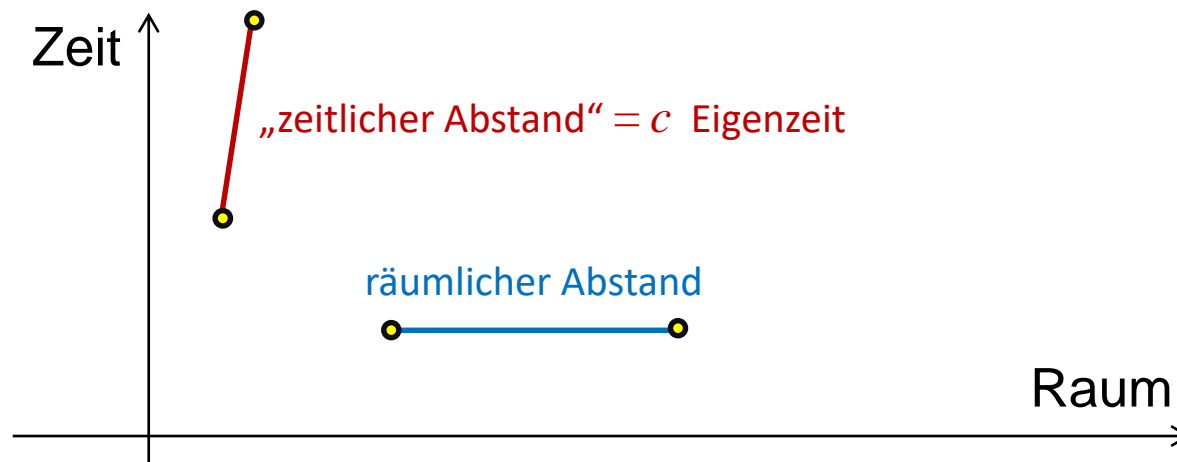 Zeit
„zeitlicher Abstand“ = c Eigenzeit
räumlicher Abstand
Raum